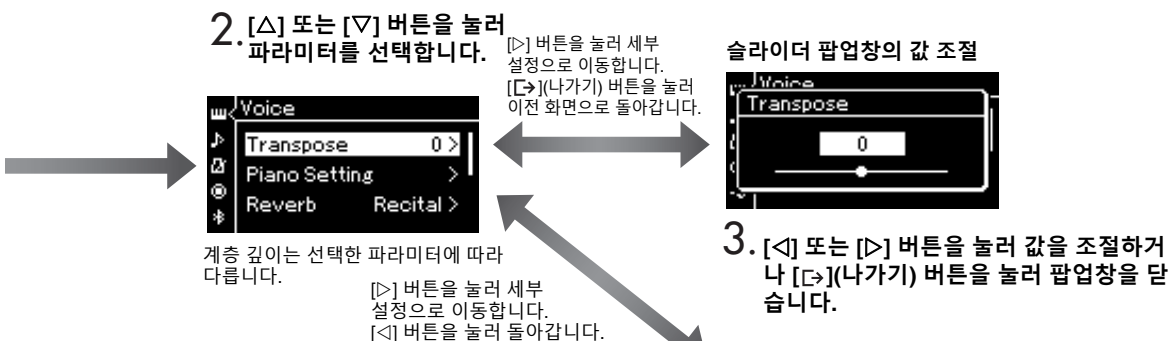 2. [△] 또는 [▽] 버튼을 눌러
파라미터를 선택합니다.
[▷] 버튼을 눌러 세부
설정으로 이동합니다.
[](나가기) 버튼을 눌러
이전 화면으로 돌아갑니다.
Voice
Transpose 0 >
Piano Setting >
Reverb Recital >
계층 깊이는 선택한 파라미터에 따라
다릅니다.
[▷] 버튼을 눌러 세부
설정으로 이동합니다.
[◁] 버튼을 눌러 돌아갑니다.
슬라이더 팝업창의 값 조절
Voice
Transpose
0
3. [◁] 또는 [▷] 버튼을 눌러 값을 조절하거
나 [](나가기) 버튼을 눌러 팝업창을 닫
습니다.